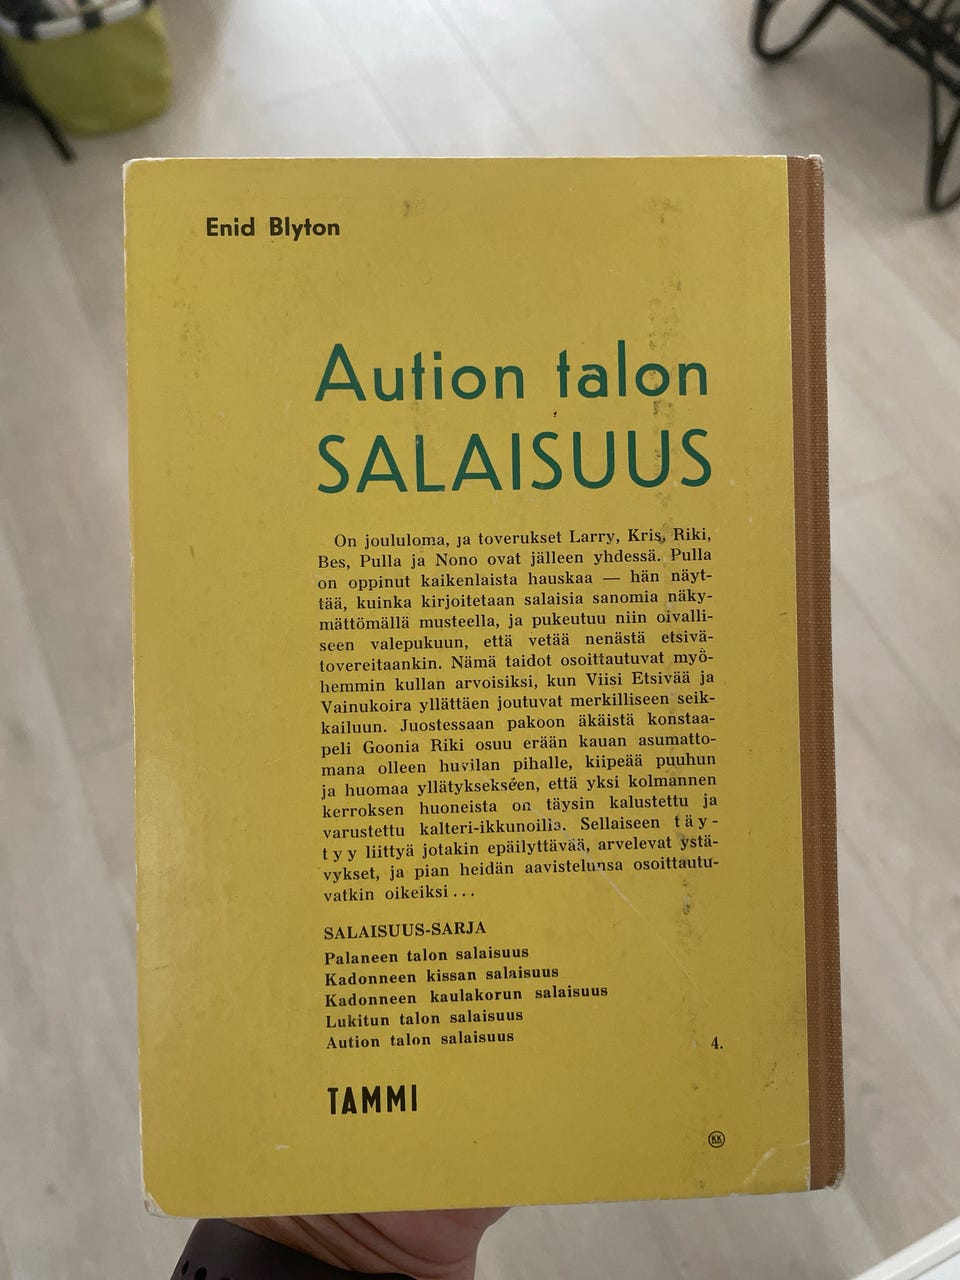 Enid Blyton
Aution talon
SALAISUUS
On joululoma, ja toverukset Larry, Kris, Riki,
Bes, Pulla ja Nono ovat jälleen yhdessä. Pulla
on oppinut kaikenlaista hauskaa — hän näyt-
tää, kuinka kirjoitetaan salaisia sanomia näky-
mättömällä musteella, ja pukeutuu niin oivalli-
seen valepukuun, että vetää nenästä etsivä-
tovereitaankin. Nämä taidot osoittautuvat myö-
hemmin kullan arvoisiksi, kun Viisi Etsivää ja
Vainukoira yllättäen joutuvat merkilliseen seik-
kailuun. Juostessaan pakoon äkäistä konstaa-
peli Goonia Riki osuu erään kauan asumatto-
mana olleen huvilan pihalle, kiipeää puuhun
ja huomaa yllätyksekseen, että yksi kolmannen
kerroksen huoneista on täysin kalustettu ja
varustettu kalteri-ikkunoilla. Sellaiseen t ä y -
t y y liittyä jotakin epäilyttävää, arvelevat ystä-
vykset, ja pian heidän aavistelunsa osoittautu-
vatkin oikeiksi . . .
SALAISUUS-SARJA
Palaneen talon salaisuus
Kadonneen kissan salaisuus
Kadonneen kaulakorun salaisuus
Lukitun talon salaisuus
Aution talon salaisuus
4.
TAMMI
KK